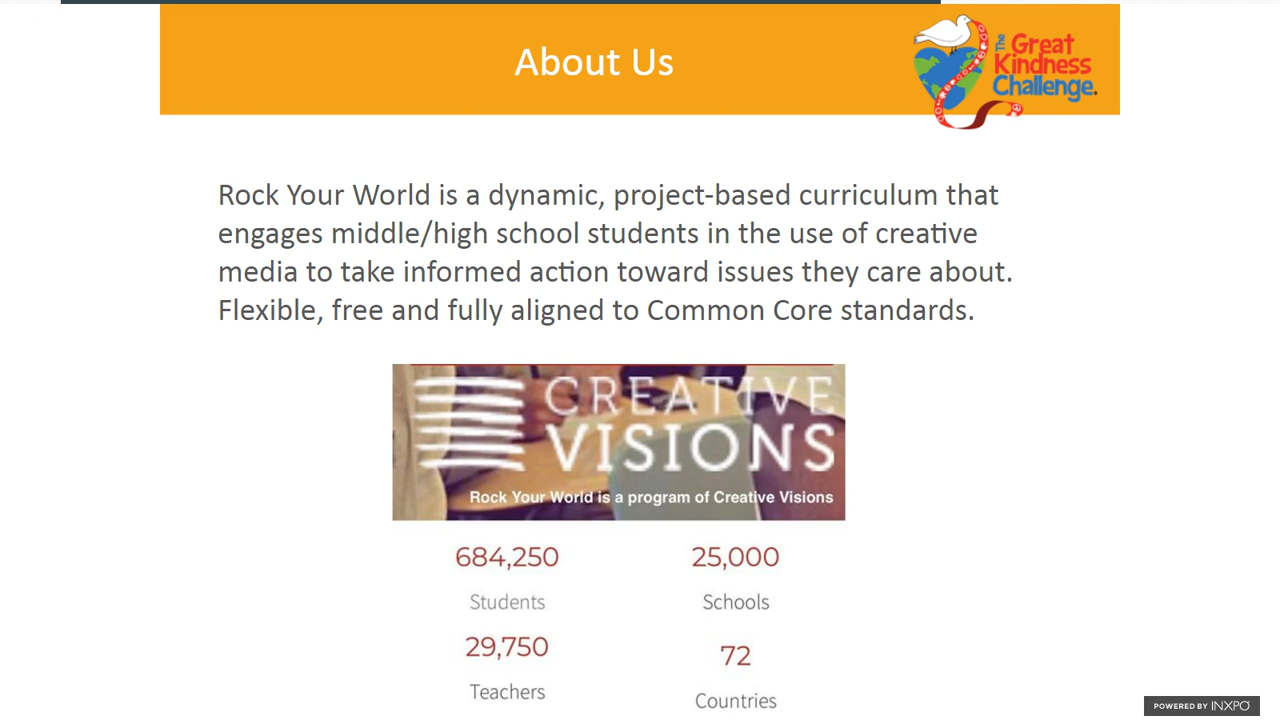 About Us
The
Great
Kindness
Challenge.
Rock Your World is a dynamic, project-based curriculum that
engages middle/high school students in the use of creative
media to take informed action toward issues they care about.
Flexible, free and fully aligned to Common Core standards.
CREATIVE
VISIONS
Rock Your World is a program of Creative Visions
684,250
Students
25,000
Schools
29,750
Teachers
72
Countries
POWERED BY INXPO